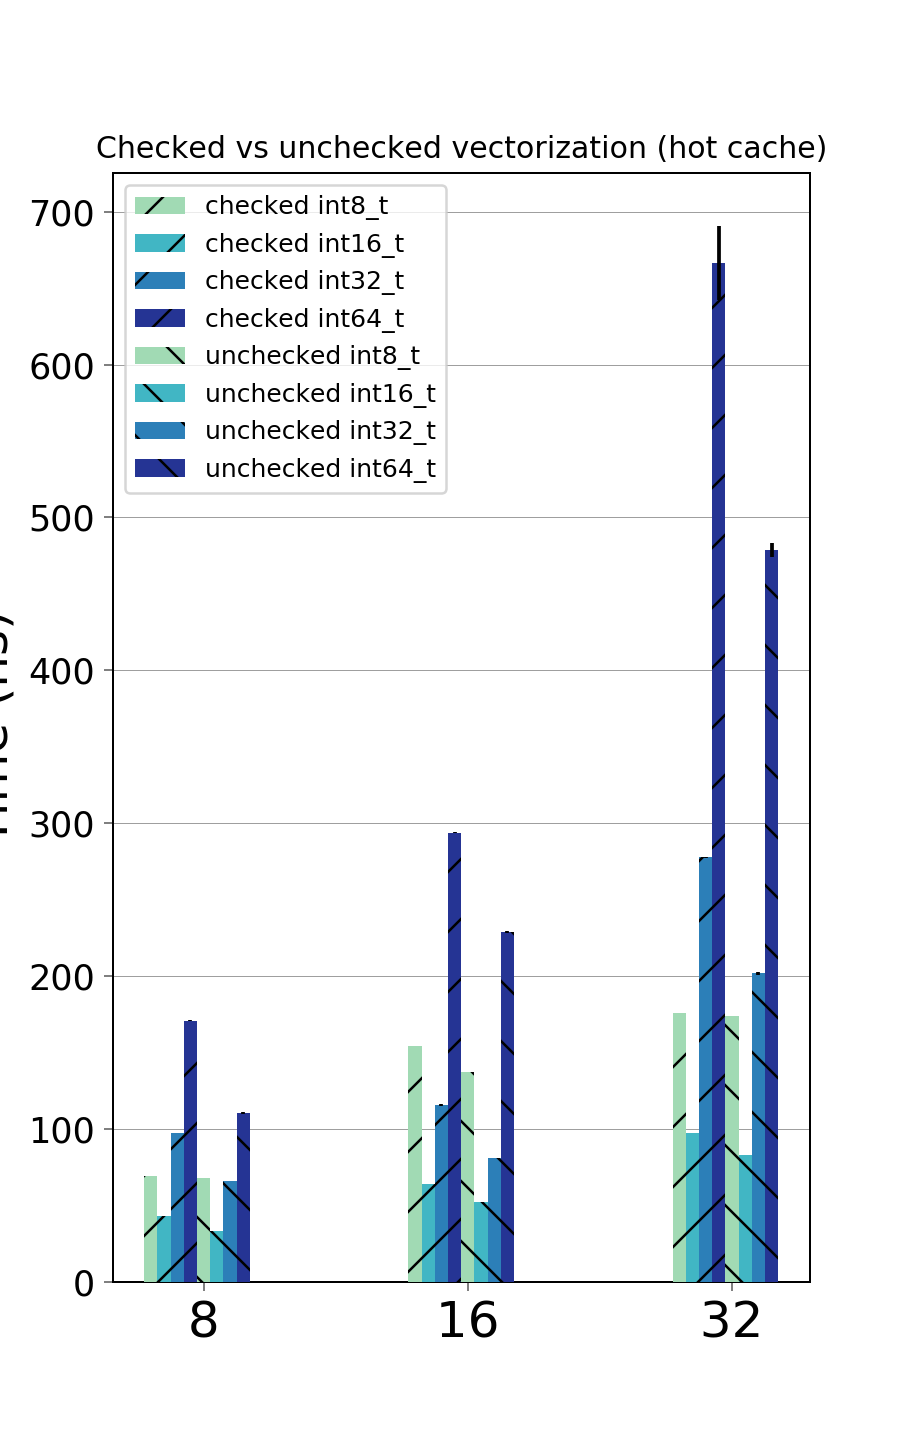 Checked vs unchecked vectorization (hot cache)
700
600
500
400
300
200
100
0
checked int8_t
checked int16_t
checked int32_t
checked int64_t
unchecked int8_t
unchecked int16_t
unchecked int32_t
unchecked int64_t
8
16
32